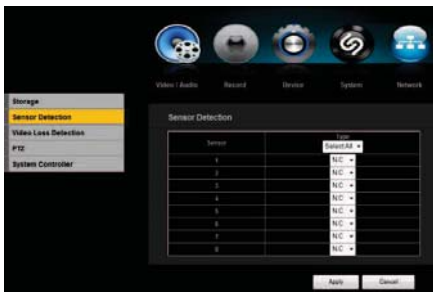 Video / Audio Record Device System Network
Storage
Sensor Detection
Video Loss Detection
PTZ
System Controller
Sensor Detection
Sensor Type
Select All
1 N.C
2 N.C
3 N.C
4 N.C
5 N.C
6 N.C
7 N.C
8 N.C
Apply Cancel